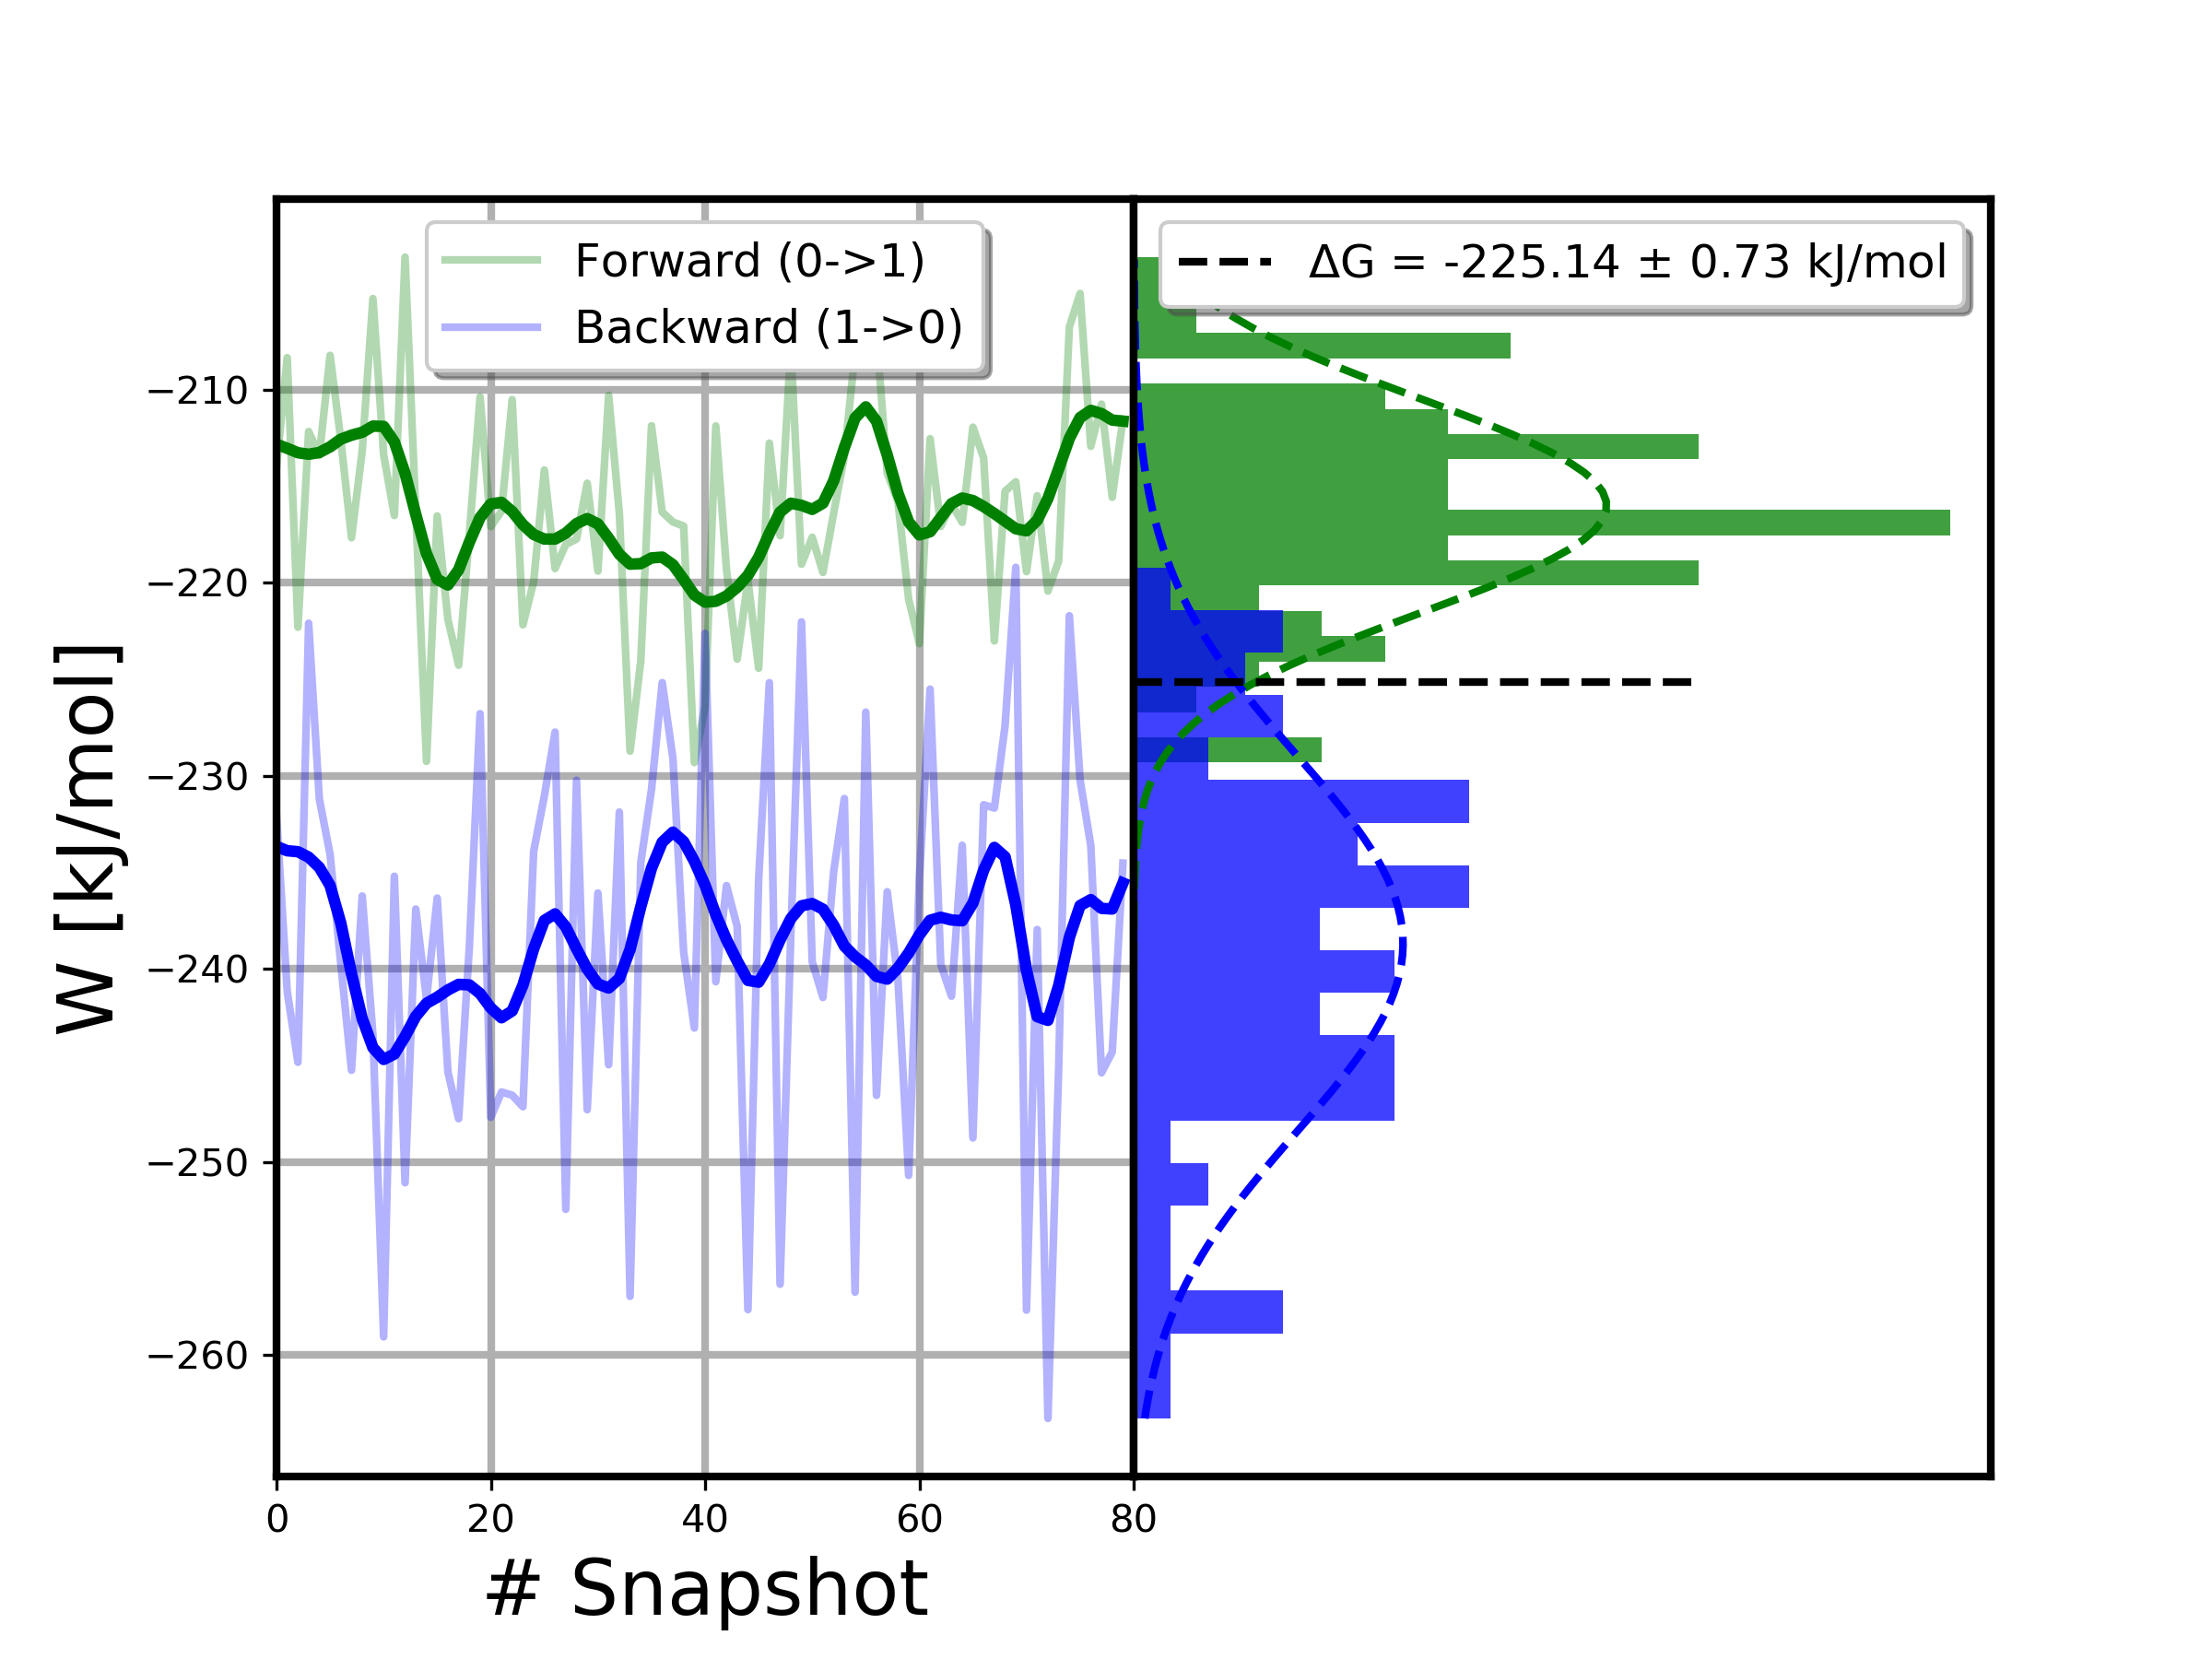 Forward (0->1)
Backward (1->0)
ΔG = -225.14 ± 0.73 kJ/mol
−210
−220
−230
−240
−250
−260
W [kJ/mol]
0 20 40 60 80
# Snapshot